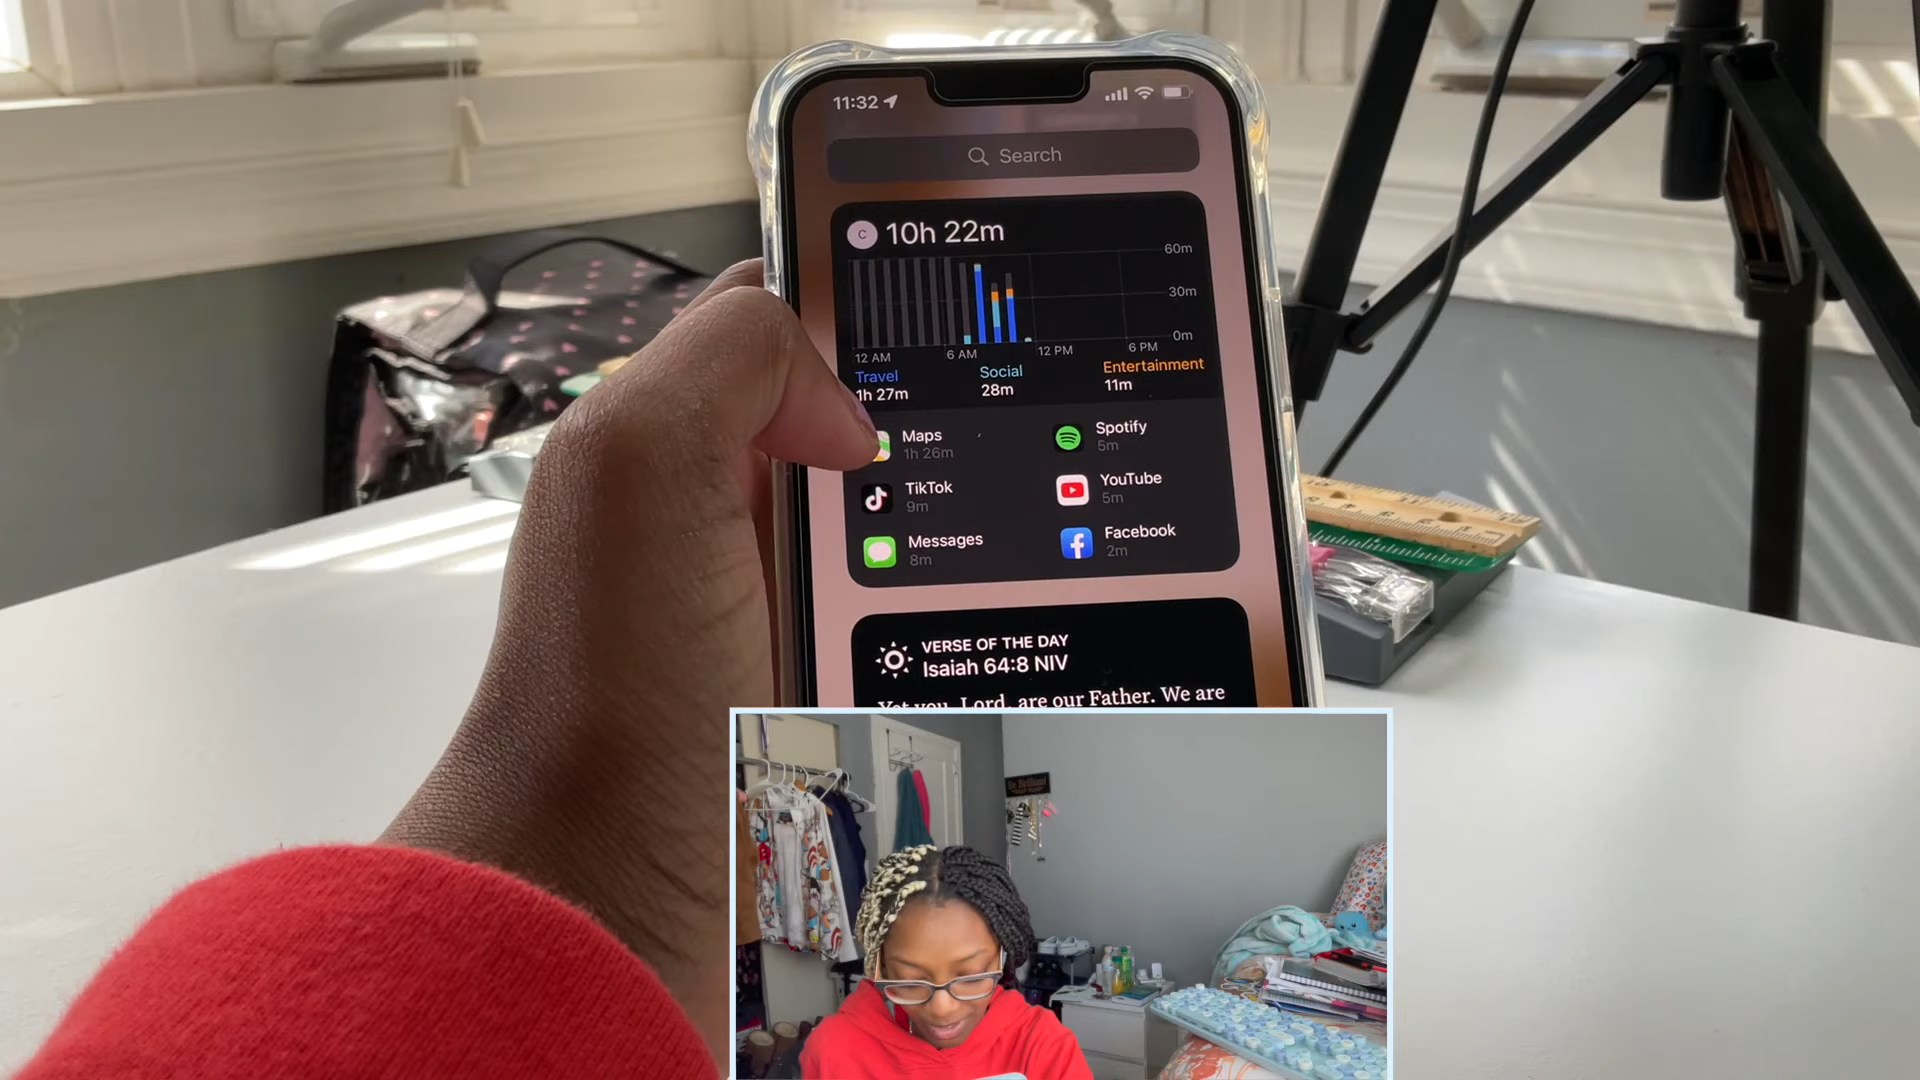 11:32
Search
C 10h 22m
60m
30m
0m
12 AM 6 AM 12 PM 6 PM
Travel Social Entertainment
1h 27m 28m 11m
Maps
1h 26m
Spotify
5m
TikTok
9m
YouTube
5m
Messages
8m
Facebook
2m
VERSE OF THE DAY
Isaiah 64:8 NIV
Yet you, Lord, are our Father. We are